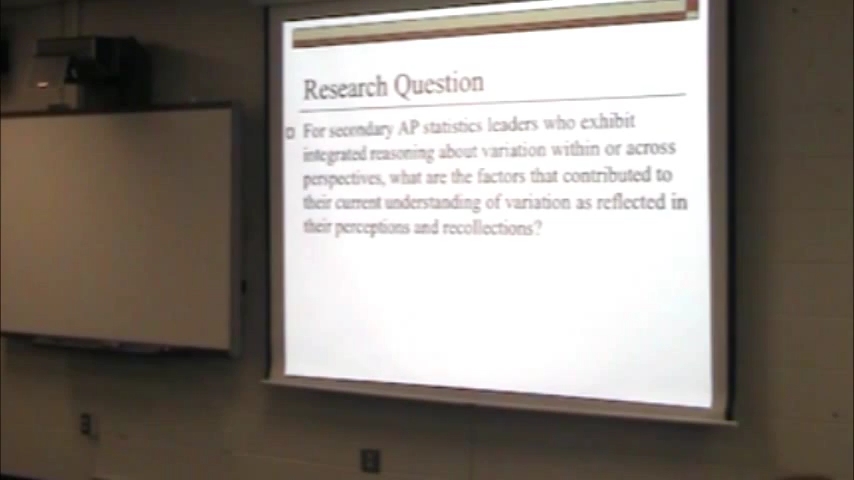 Research Question
For secondary AP statistics leaders who exhibit
integrated reasoning about variation within or across
perspectives, what are the factors that contributed to
their current understanding of variation as reflected in
their perceptions and recollections?